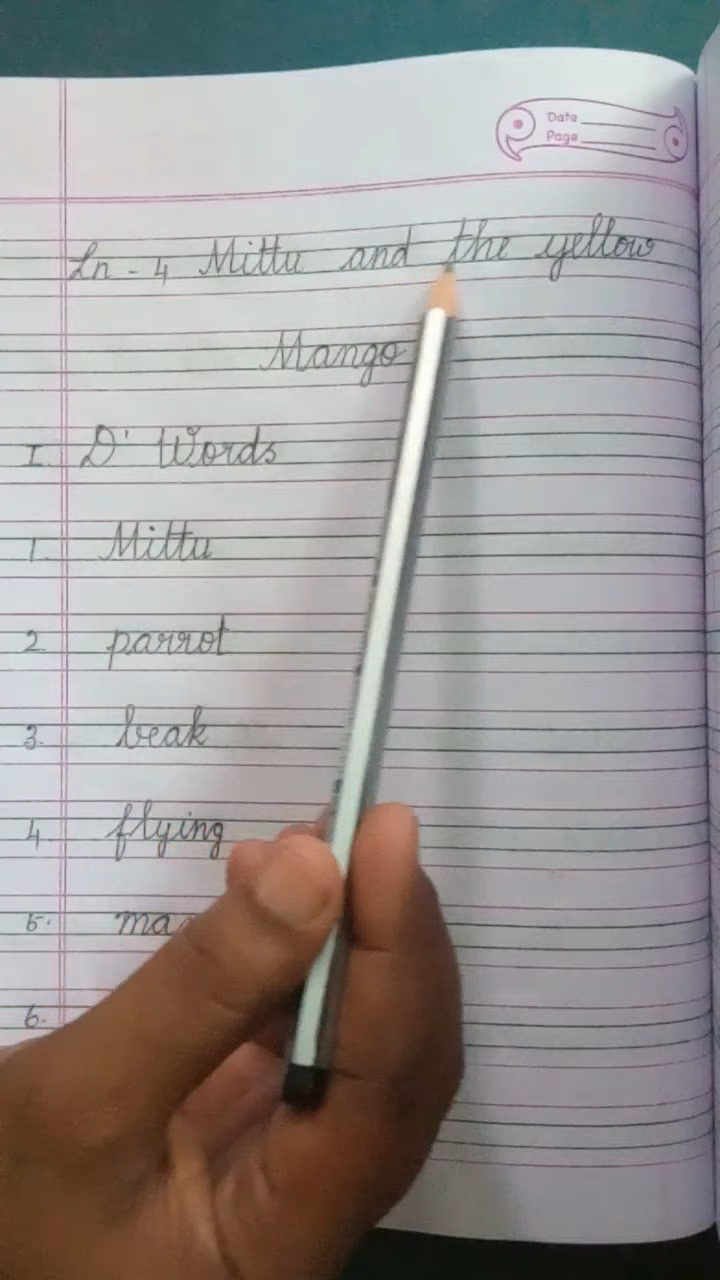 Date
Page
Ln - 4 Mittu and the yellow
Mango
I. D' Words
1. Mittu
2. parrot
3. beak
4. flying
5.
6.